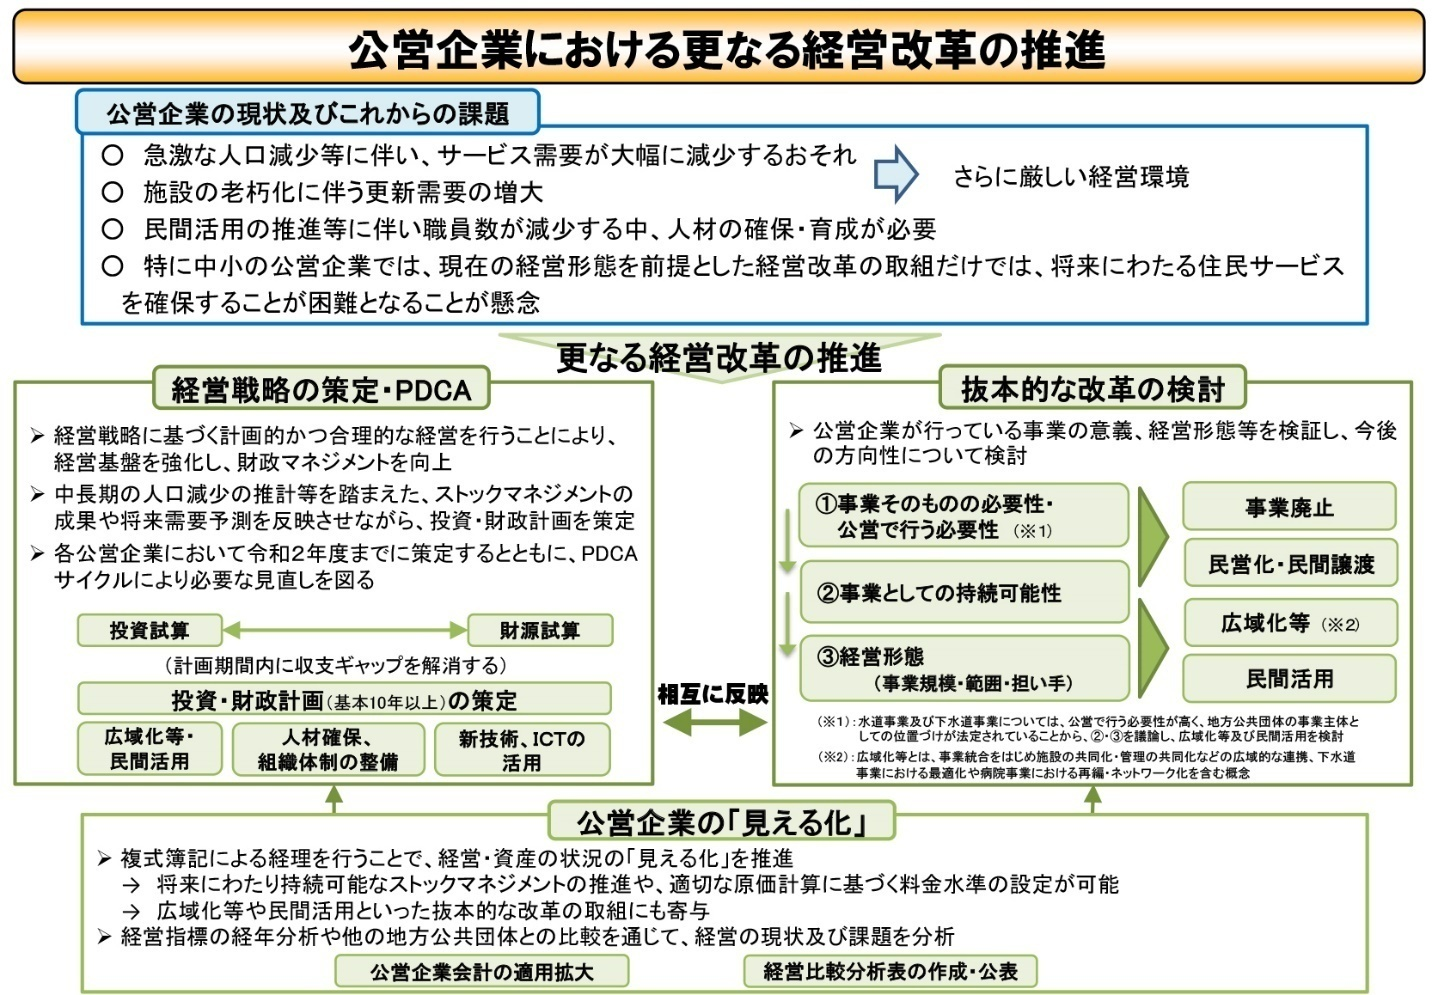 公営企業における更なる経営改革の推進
公営企業の現状及びこれからの課題
○ 急激な人口減少等に伴い、サービス需要が大幅に減少するおそれ
○ 施設の老朽化に伴う更新需要の増大
さらに厳しい経営環境
○ 民間活用の推進等に伴い職員数が減少する中、人材の確保・育成が必要
○ 特に中小の公営企業では、現在の経営形態を前提とした経営改革の取組だけでは、将来にわたる住民サービス
を確保することが困難となることが懸念
更なる経営改革の推進
経営戦略の策定・PDCA
➢ 経営戦略に基づく計画的かつ合理的な経営を行うことにより、
経営基盤を強化し、財政マネジメントを向上
➢ 中長期の人口減少の推計等を踏まえた、ストックマネジメントの
成果や将来需要予測を反映させながら、投資・財政計画を策定
➢ 各公営企業において令和2年度までに策定するとともに、PDCA
サイクルにより必要な見直しを図る
投資試算
財源試算
（計画期間内に収支ギャップを解消する）
投資・財政計画（基本10年以上）の策定
広域化等・
民間活用
人材確保、
組織体制の整備
新技術、ICTの
活用
相互に反映
抜本的な改革の検討
➢ 公営企業が行っている事業の意義、経営形態等を検証し、今後
の方向性について検討
①事業そのものの必要性・
公営で行う必要性（※1）
②事業としての持続可能性
③経営形態
（事業規模・範囲・担い手）
事業廃止
民営化・民間譲渡
広域化等（※2）
民間活用
（※1）：水道事業及び下水道事業については、公営で行う必要性が高く、地方公共団体の事業主体と
しての位置づけが法定されていることから、②・③を議論し、広域化等及び民間活用を検討
（※2）：広域化等とは、事業統合をはじめ施設の共同化・管理の共同化などの広域的な連携、下水道
事業における最適化や病院事業における再編・ネットワーク化を含む概念
公営企業の「見える化」
➢ 複式簿記による経理を行うことで、経営・資産の状況の「見える化」を推進
→ 将来にわたり持続可能なストックマネジメントの推進や、適切な原価計算に基づく料金水準の設定が可能
→ 広域化等や民間活用といった抜本的な改革の取組にも寄与
➢ 経営指標の経年分析や他の地方公共団体との比較を通じて、経営の現状及び課題を分析
公営企業会計の適用拡大
経営比較分析表の作成・公表